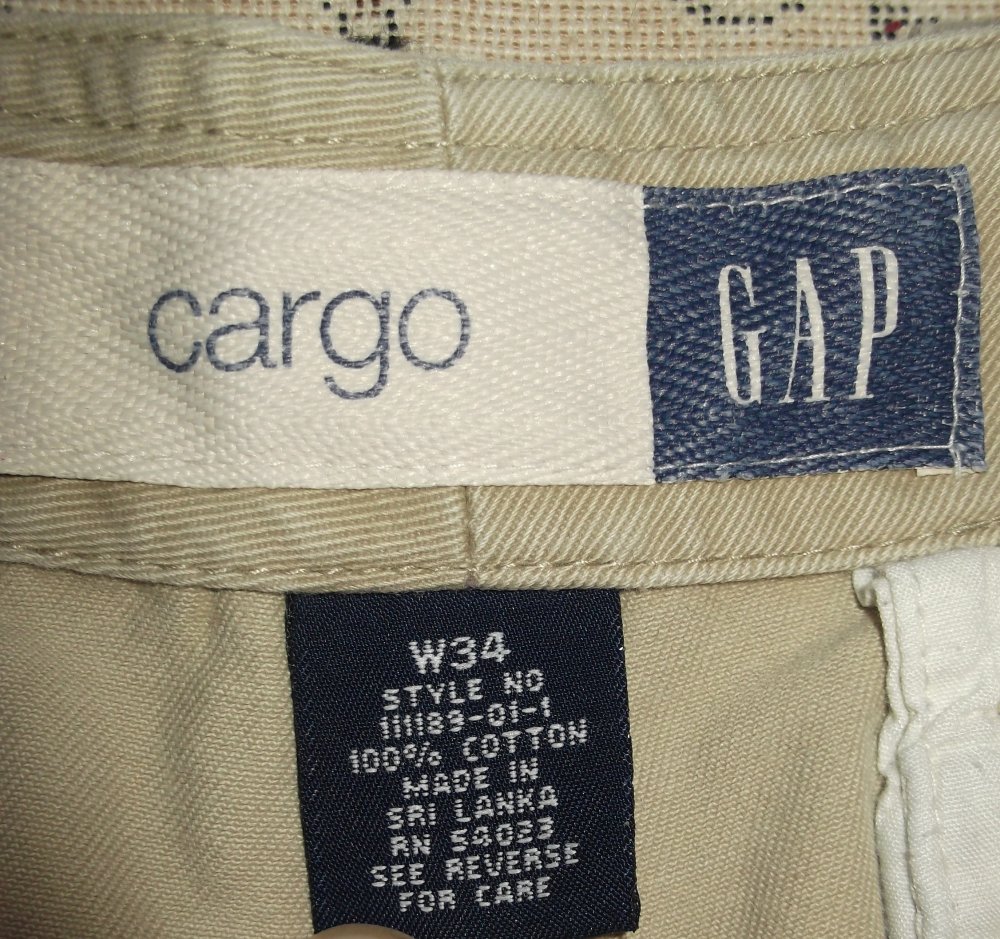 cargo GAP
W34
STYLE NO
111189-01-1
100% COTTON
MADE IN
SRI LANKA
RN 54023
SEE REVERSE
FOR CARE